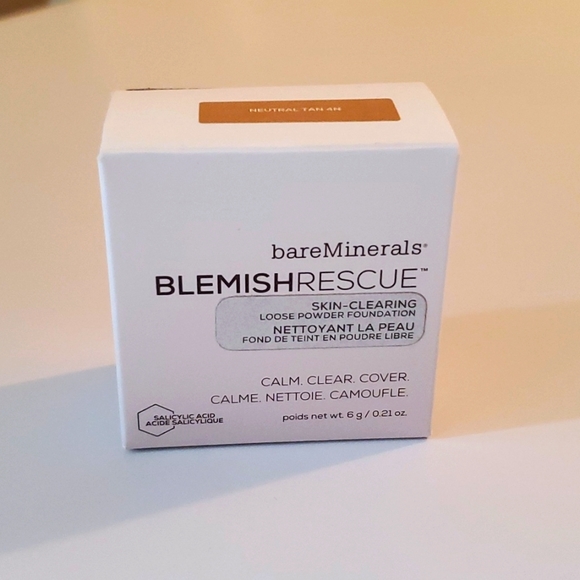 NEUTRAL TAN 4N
bareMinerals®
BLEMISHRESCUE™
SKIN-CLEARING
LOOSE POWDER FOUNDATION
NETTOYANT LA PEAU
FOND DE TEINT EN POUDRE LIBRE
CALM. CLEAR. COVER.
CALME. NETTOIE. CAMOUFLE.
poids net wt. 6 g / 0.21 oz.
SALICYLIC ACID
ACIDE SALICYLIQUE